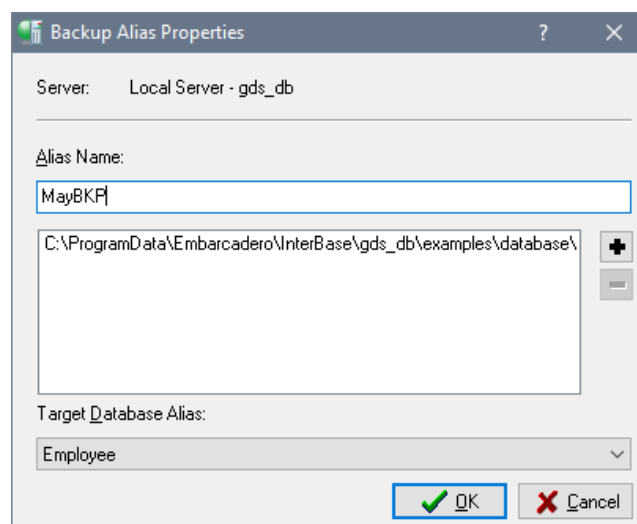 Backup Alias Properties ?
Server: Local Server - gds_db
Alias Name:
MayBKP
C:\ProgramData\Embarcadero\InterBase\gds_db\examples\database\
Target Database Alias:
Employee
OK Cancel